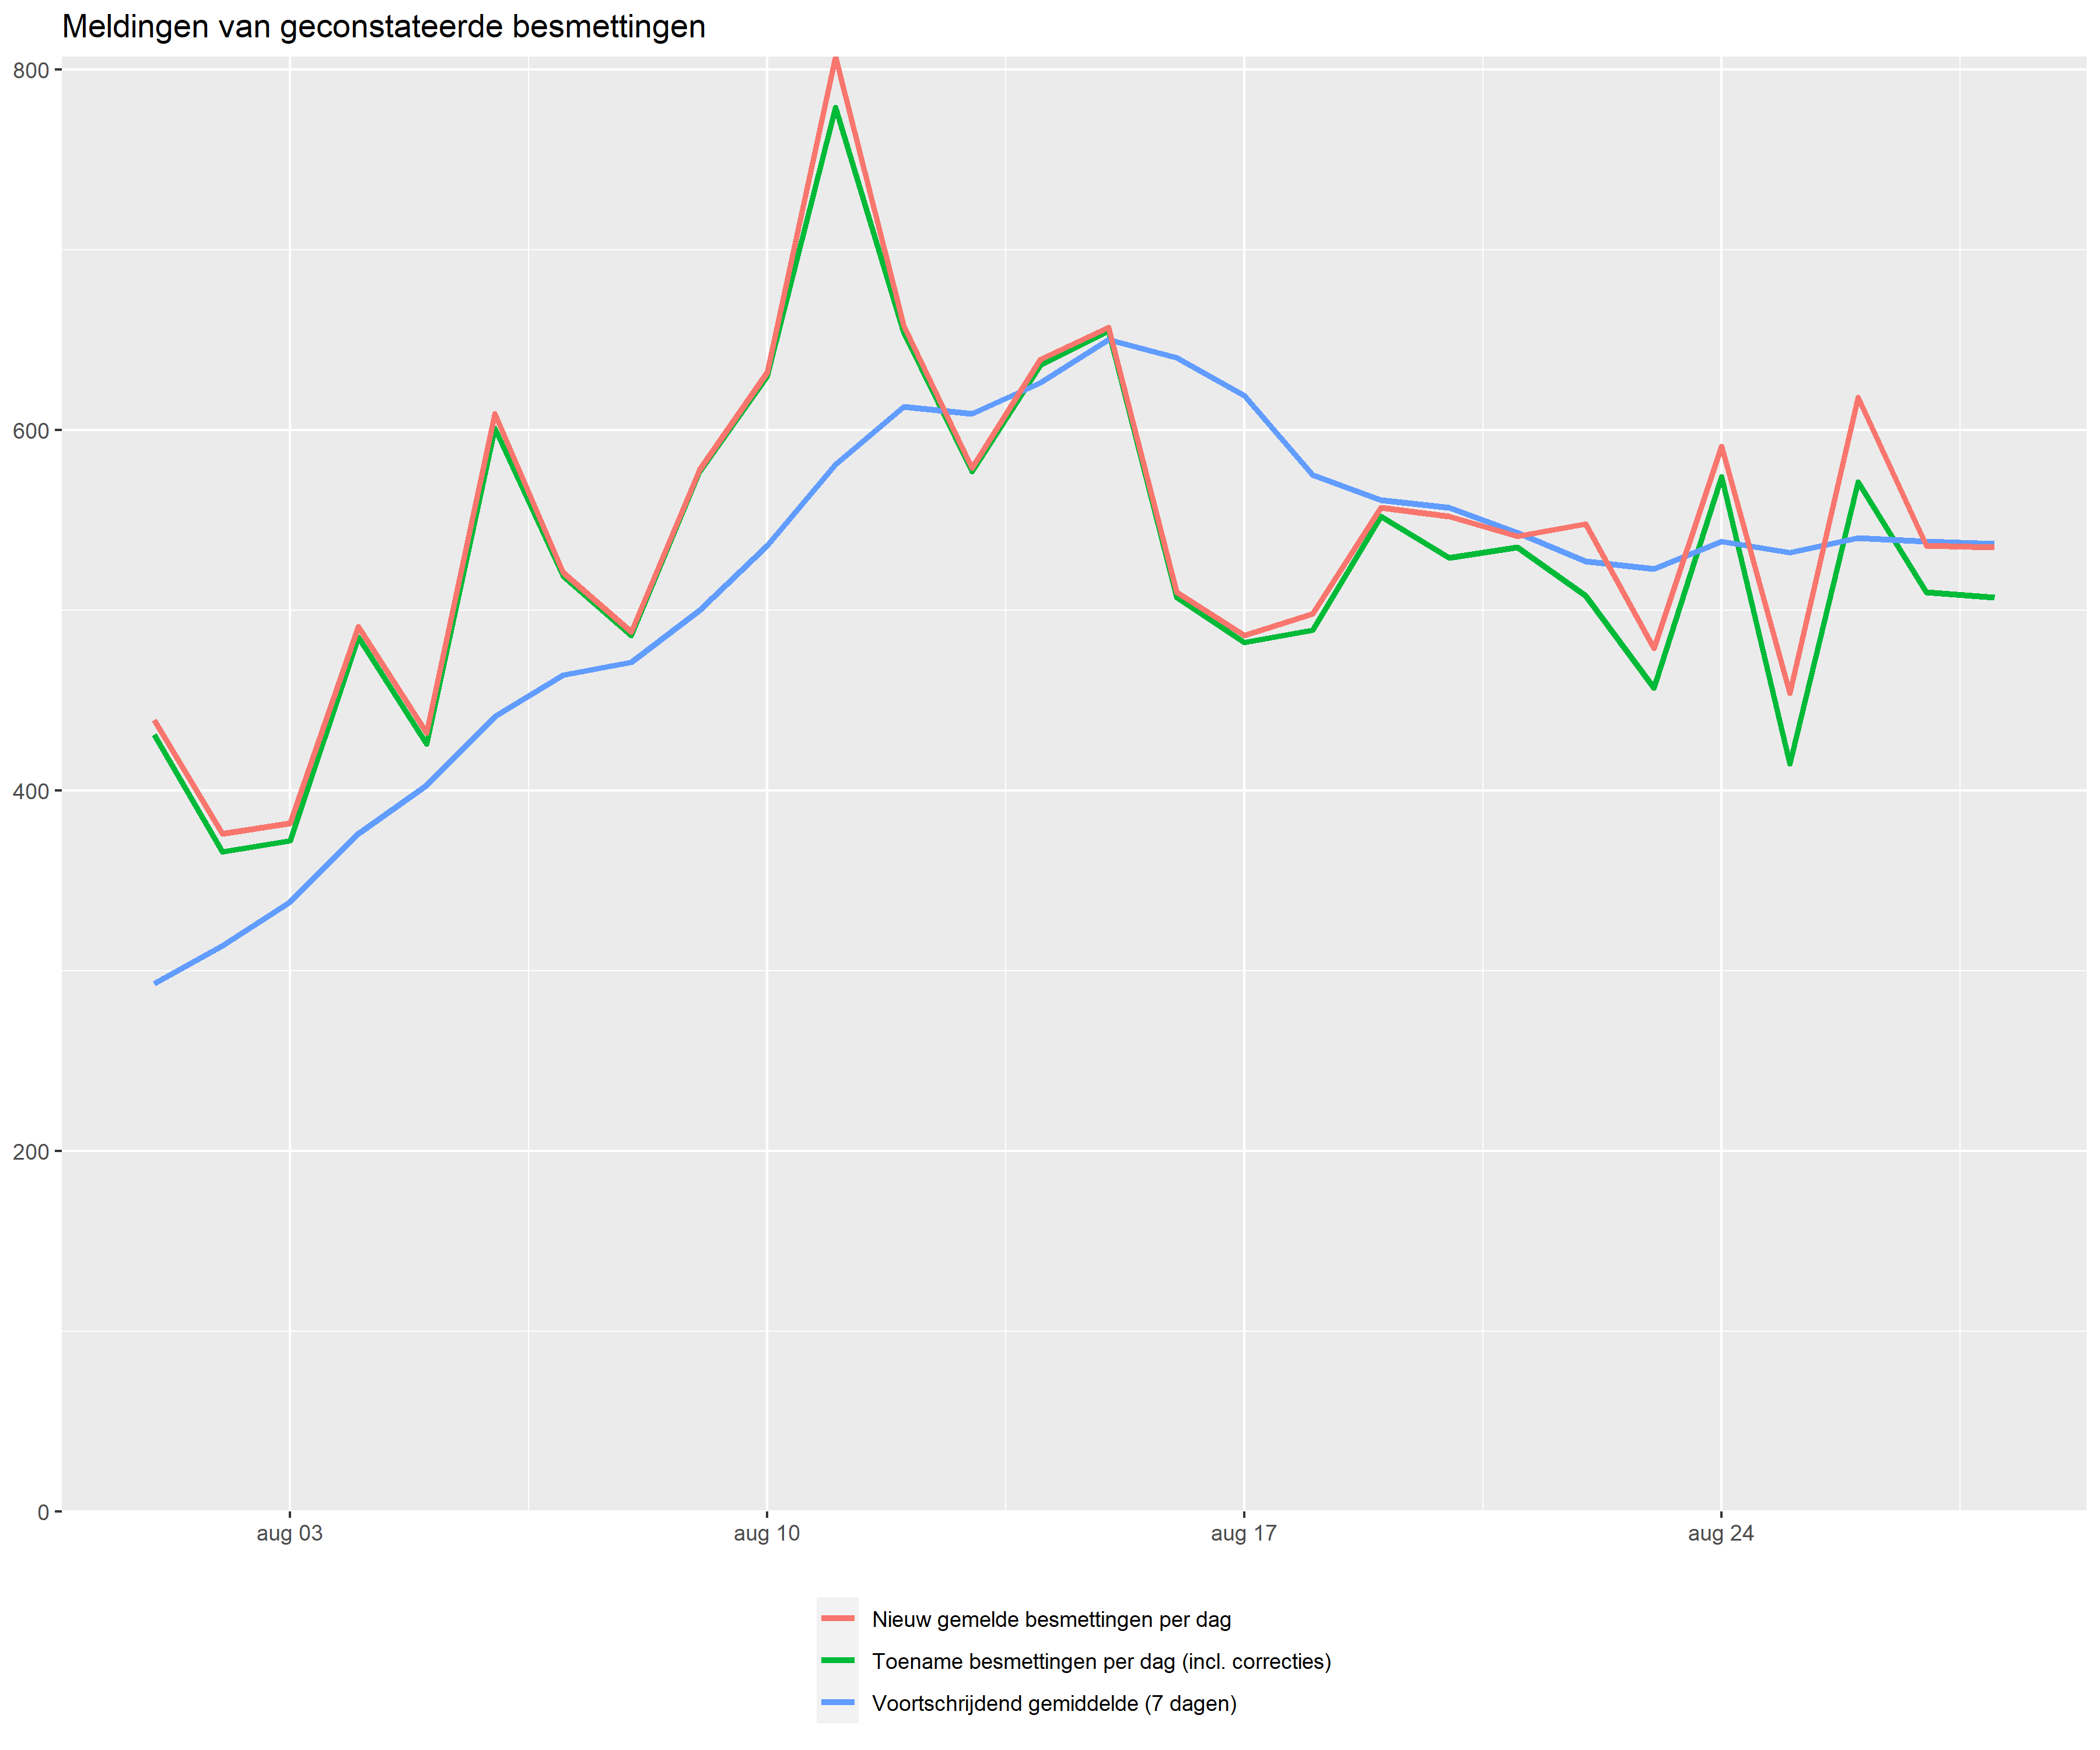 Meldingen van geconstateerde besmettingen
800
600
400
200
0
aug 03 aug 10 aug 17 aug 24
Nieuw gemelde besmettingen per dag
Toename besmettingen per dag (incl. correcties)
Voortschrijdend gemiddelde (7 dagen)